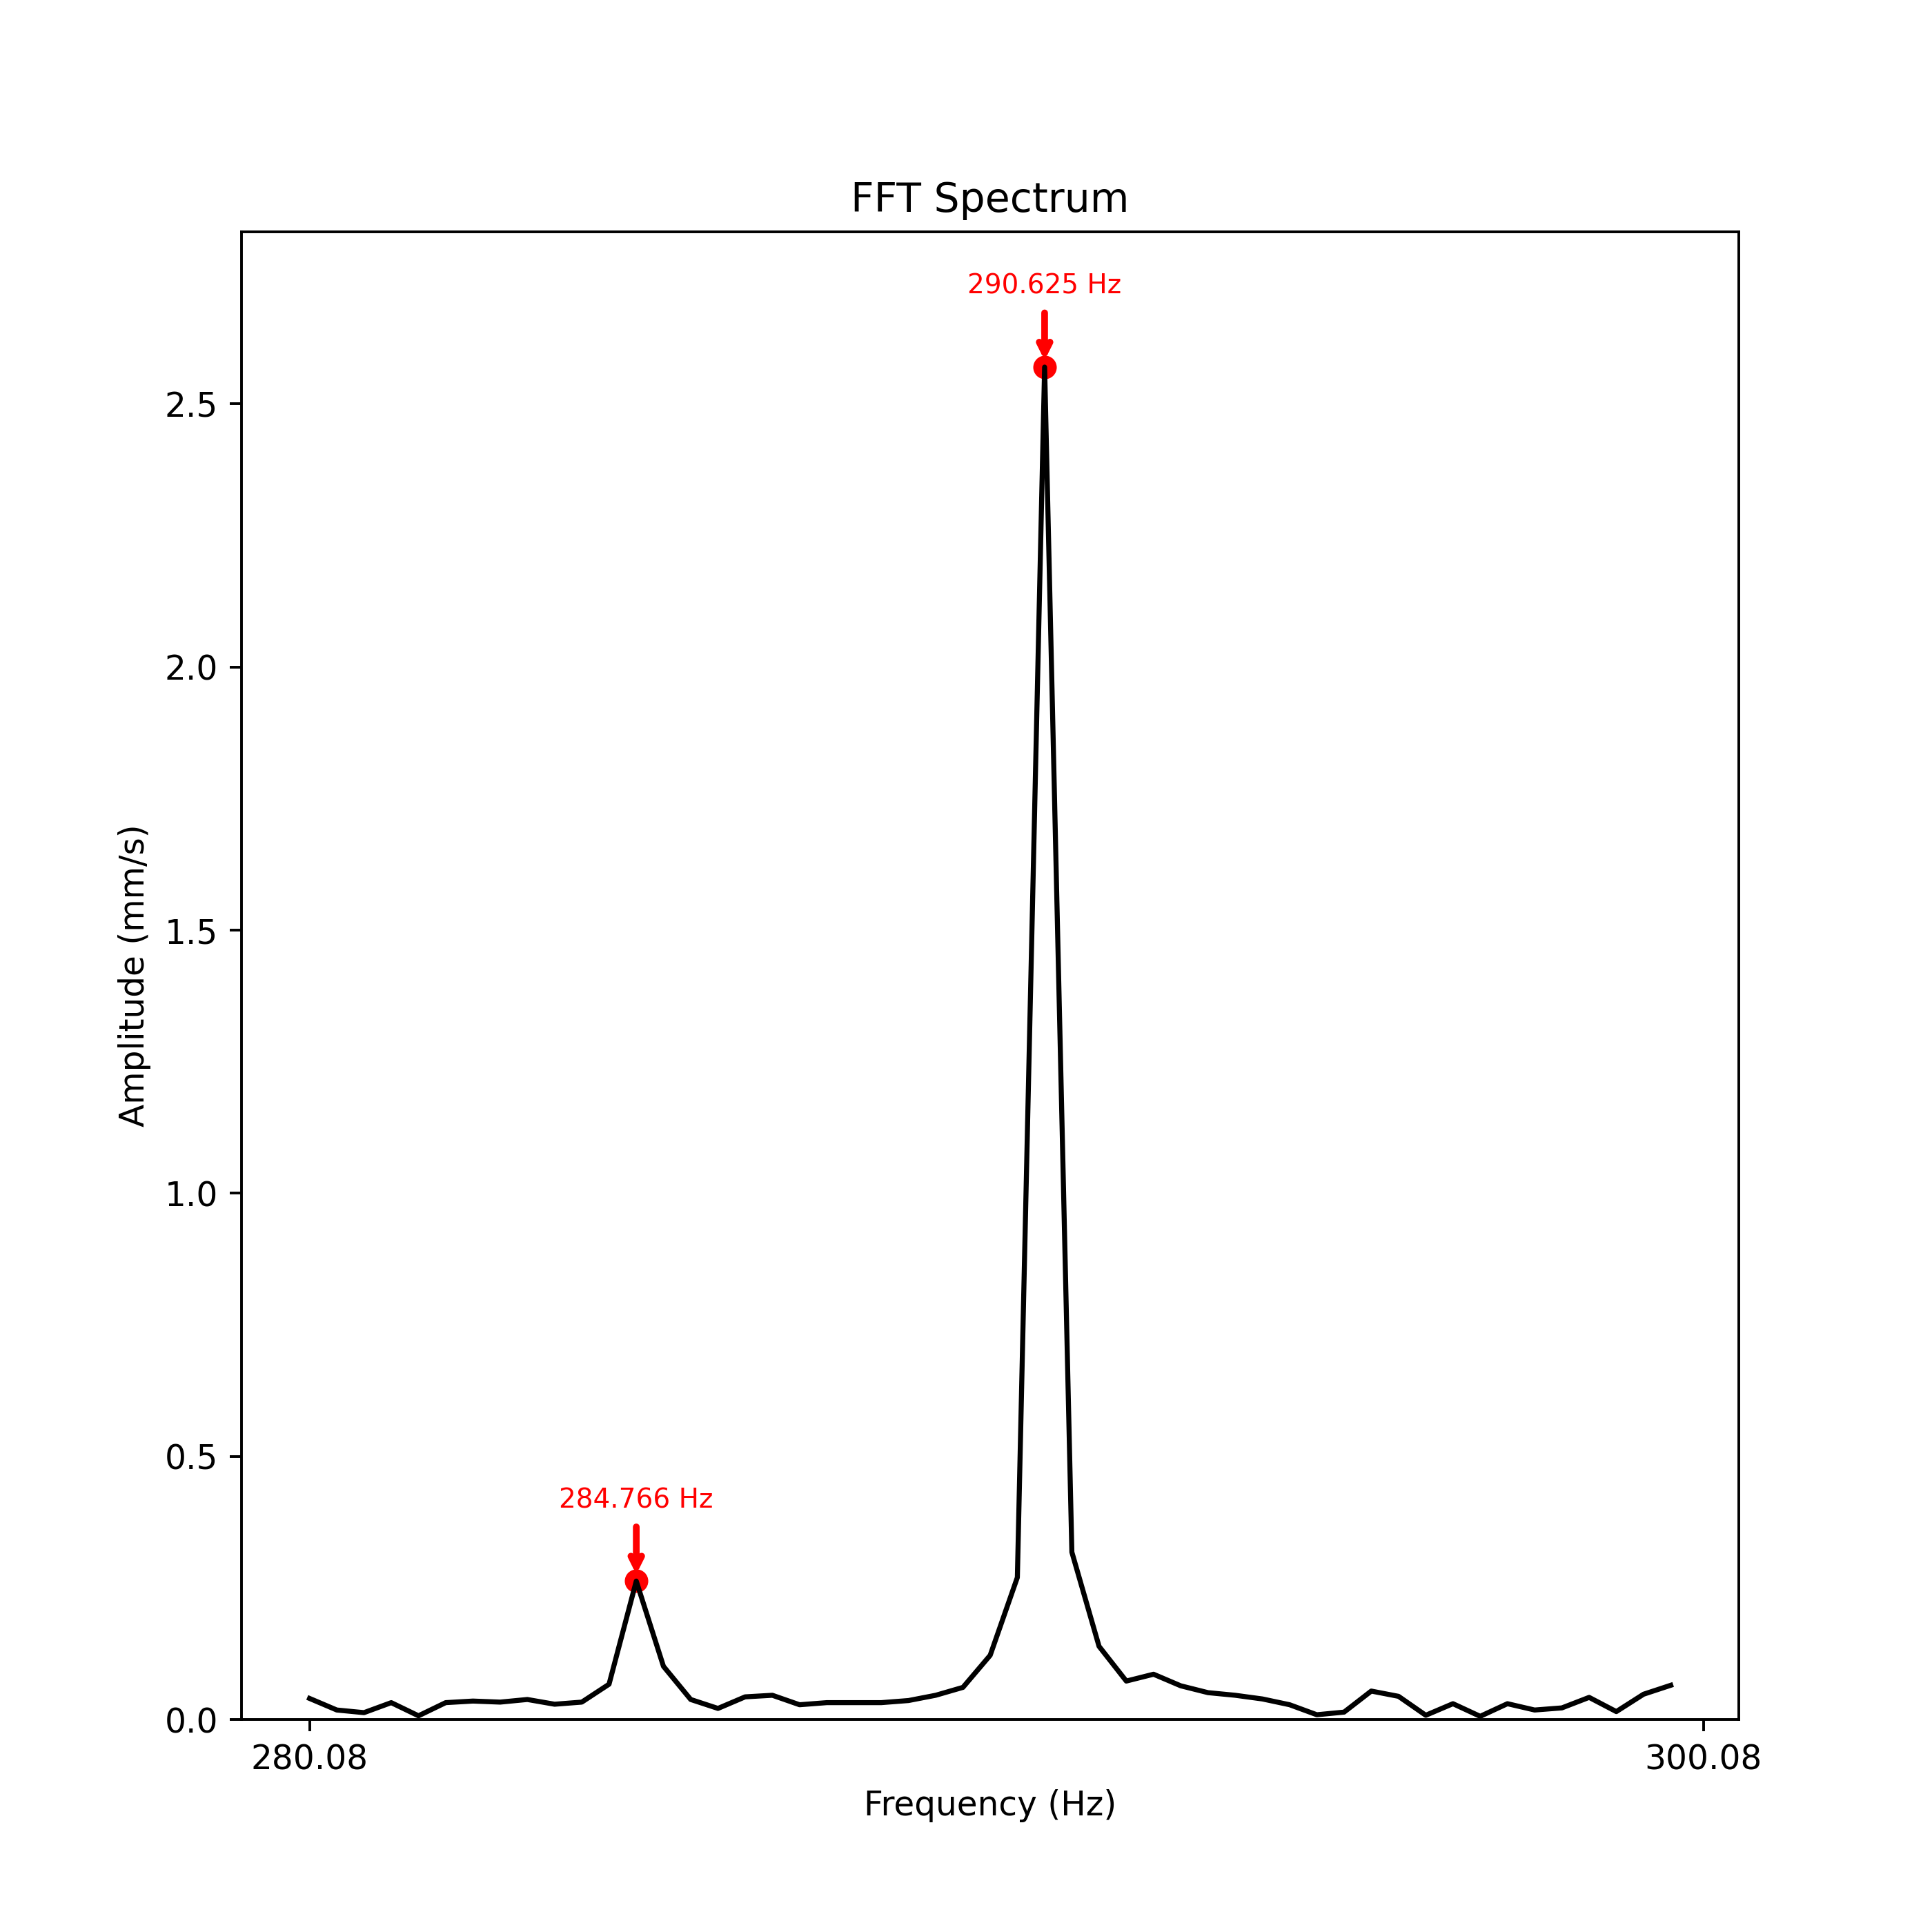 FFT Spectrum
290.625 Hz
2.5
2.0
1.5
1.0
0.5
0.0
Amplitude (mm/s)
284.766 Hz
280.08
300.08
Frequency (Hz)